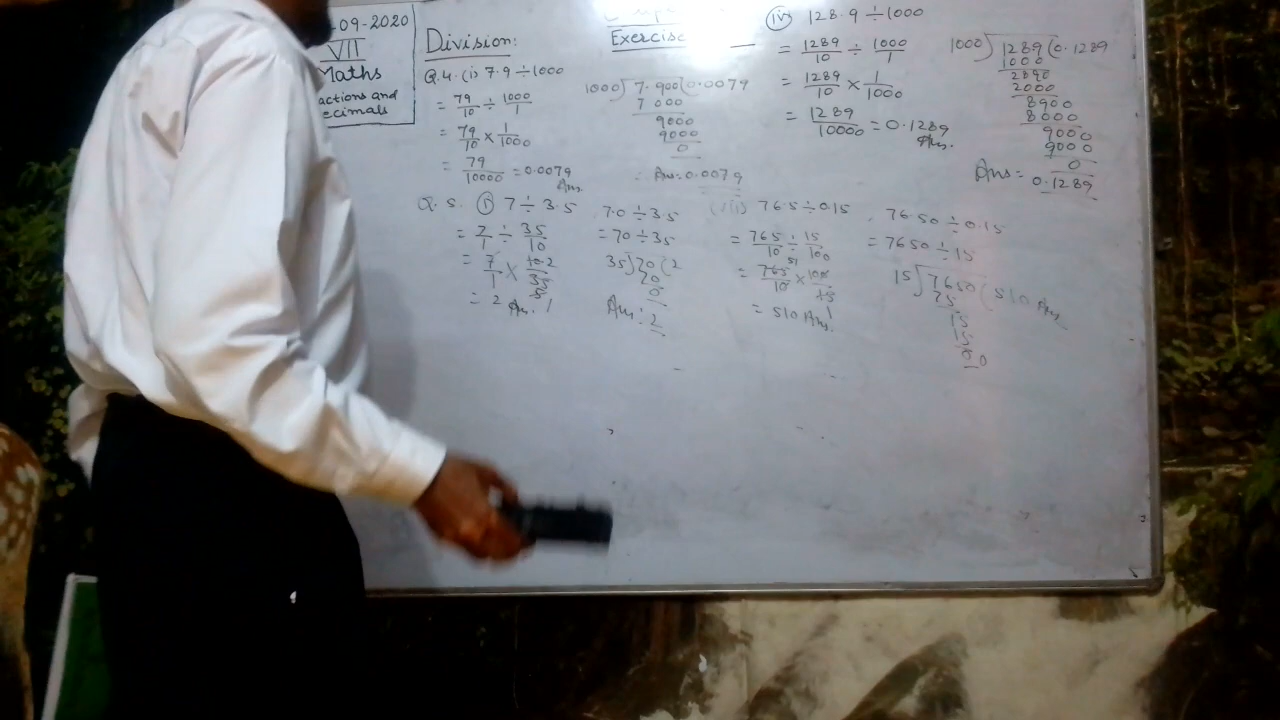 -09-2020
VII
Maths
actions and
ecimals
Division:
Exercise
Q.4. (i) 7.9 ÷ 1000
= 79/10 ÷ 1000/1
= 79/10 × 1/1000
= 79/10000 = 0.0079
Ans.
1000) 7.900 (0.0079
7 000
9000
9000
0
∴ Ans = 0.0079
(iv) 128.9 ÷ 1000
= 1289/10 ÷ 1000/1
= 1289/10 × 1/1000
= 1289/10000 = 0.1289
Ans.
1000) 1289 (0.1289
1000
2890
2000
8900
8000
9000
9000
0
Ans = 0.1289
Q. 5. (i) 7 ÷ 3.5
= 7/1 ÷ 35/10
= 7/1 × 10/35
= 2 Ans.
7.0 ÷ 3.5
= 70 ÷ 35
35) 70 (2
70
0
Ans: 2
(vii) 76.5 ÷ 0.15
= 765/10 ÷ 15/100
= 765/10 × 100/15
= 510 Ans.
76.50 ÷ 0.15
= 7650 ÷ 15
15) 7650 (510 Ans
75
15
15
00